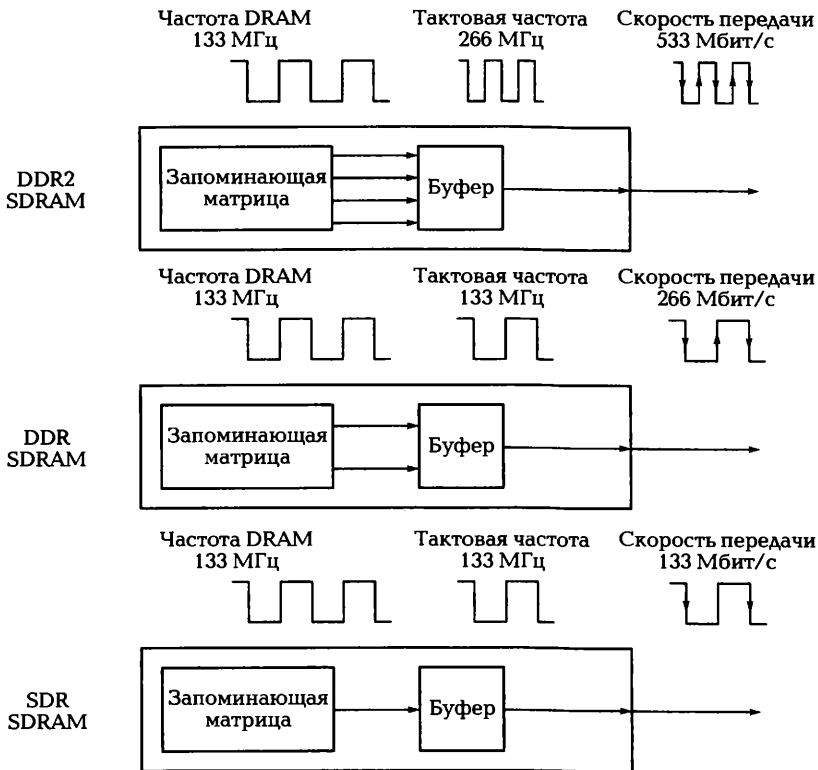 Частота DRAM
133 МГц
Тактовая частота
266 МГц
Скорость передачи
533 Мбит/с
DDR2
SDRAM
Запоминающая
матрица
Буфер
Частота DRAM
133 МГц
Тактовая частота
133 МГц
Скорость передачи
266 Мбит/с
DDR
SDRAM
Запоминающая
матрица
Буфер
Частота DRAM
133 МГц
Тактовая частота
133 МГц
Скорость передачи
133 Мбит/с
SDR
SDRAM
Запоминающая
матрица
Буфер